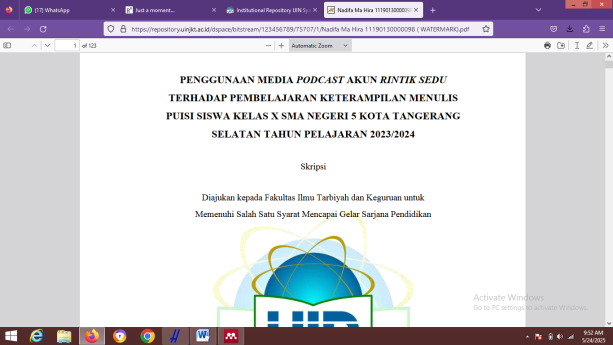 (17) WhatsApp
Just a moment...
Institutional Repository UIN Sy
Nadifa Ma Hira 11190130000098
https://repository.uinjkt.ac.id/dspace/bitstream/123456789/75707/1/Nadifa Ma Hira 11190130000098 ( WATERMARK).pdf
1 of 123
Automatic Zoom
PENGGUNAAN MEDIA PODCAST AKUN RINTIK SEDU
TERHADAP PEMBELAJARAN KETERAMPILAN MENULIS
PUISI SISWA KELAS X SMA NEGERI 5 KOTA TANGERANG
SELATAN TAHUN PELAJARAN 2023/2024
Skripsi
Diajukan kepada Fakultas Ilmu Tarbiyah dan Keguruan untuk
Memenuhi Salah Satu Syarat Mencapai Gelar Sarjana Pendidikan
Activate Windows
Go to PC settings to activate Windows.
9:52 AM
5/24/2025